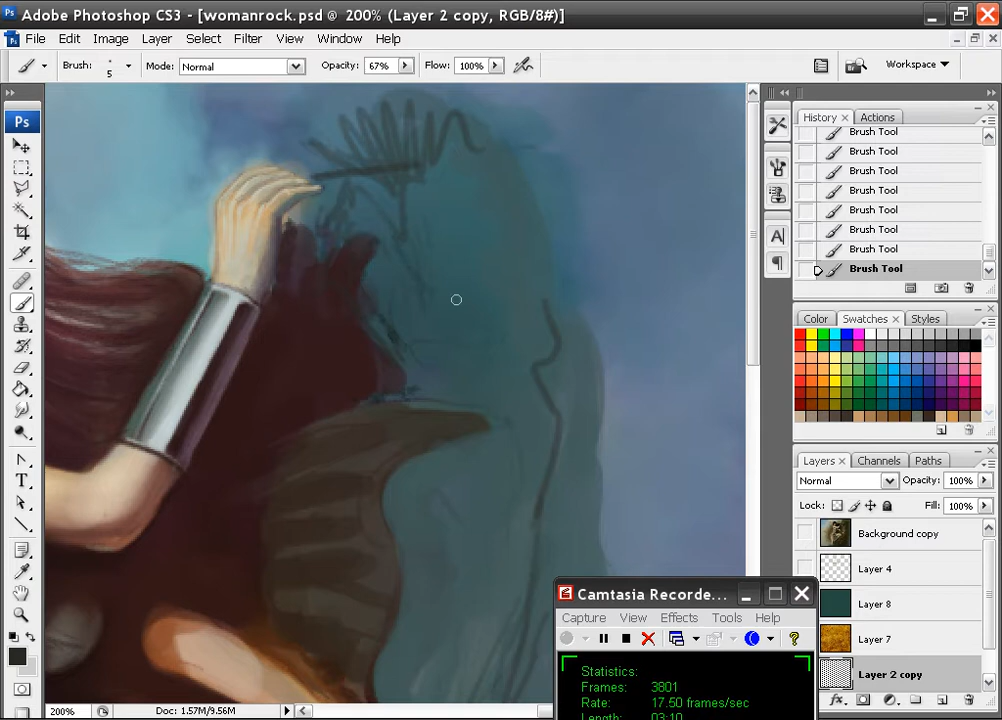 Adobe Photoshop CS3 - [womanrock.psd @ 200% (Layer 2 copy, RGB/8#)]
File Edit Image Layer Select Filter View Window Help
Brush: 5 Mode: Normal Opacity: 67% Flow: 100% Workspace
Ps
History Actions
Brush Tool
Brush Tool
Brush Tool
Brush Tool
Brush Tool
Brush Tool
Brush Tool
Brush Tool
Color Swatches Styles
Layers Channels Paths
Normal Opacity: 100%
Lock: Fill: 100%
Background copy
Layer 4
Layer 8
Layer 7
Layer 2 copy
Camtasia Recorde...
Capture View Effects Tools Help
Statistics:
Frames: 3801
Rate: 17.50 frames/sec
Length: 03:10
200% Doc: 1.57M/9.56M